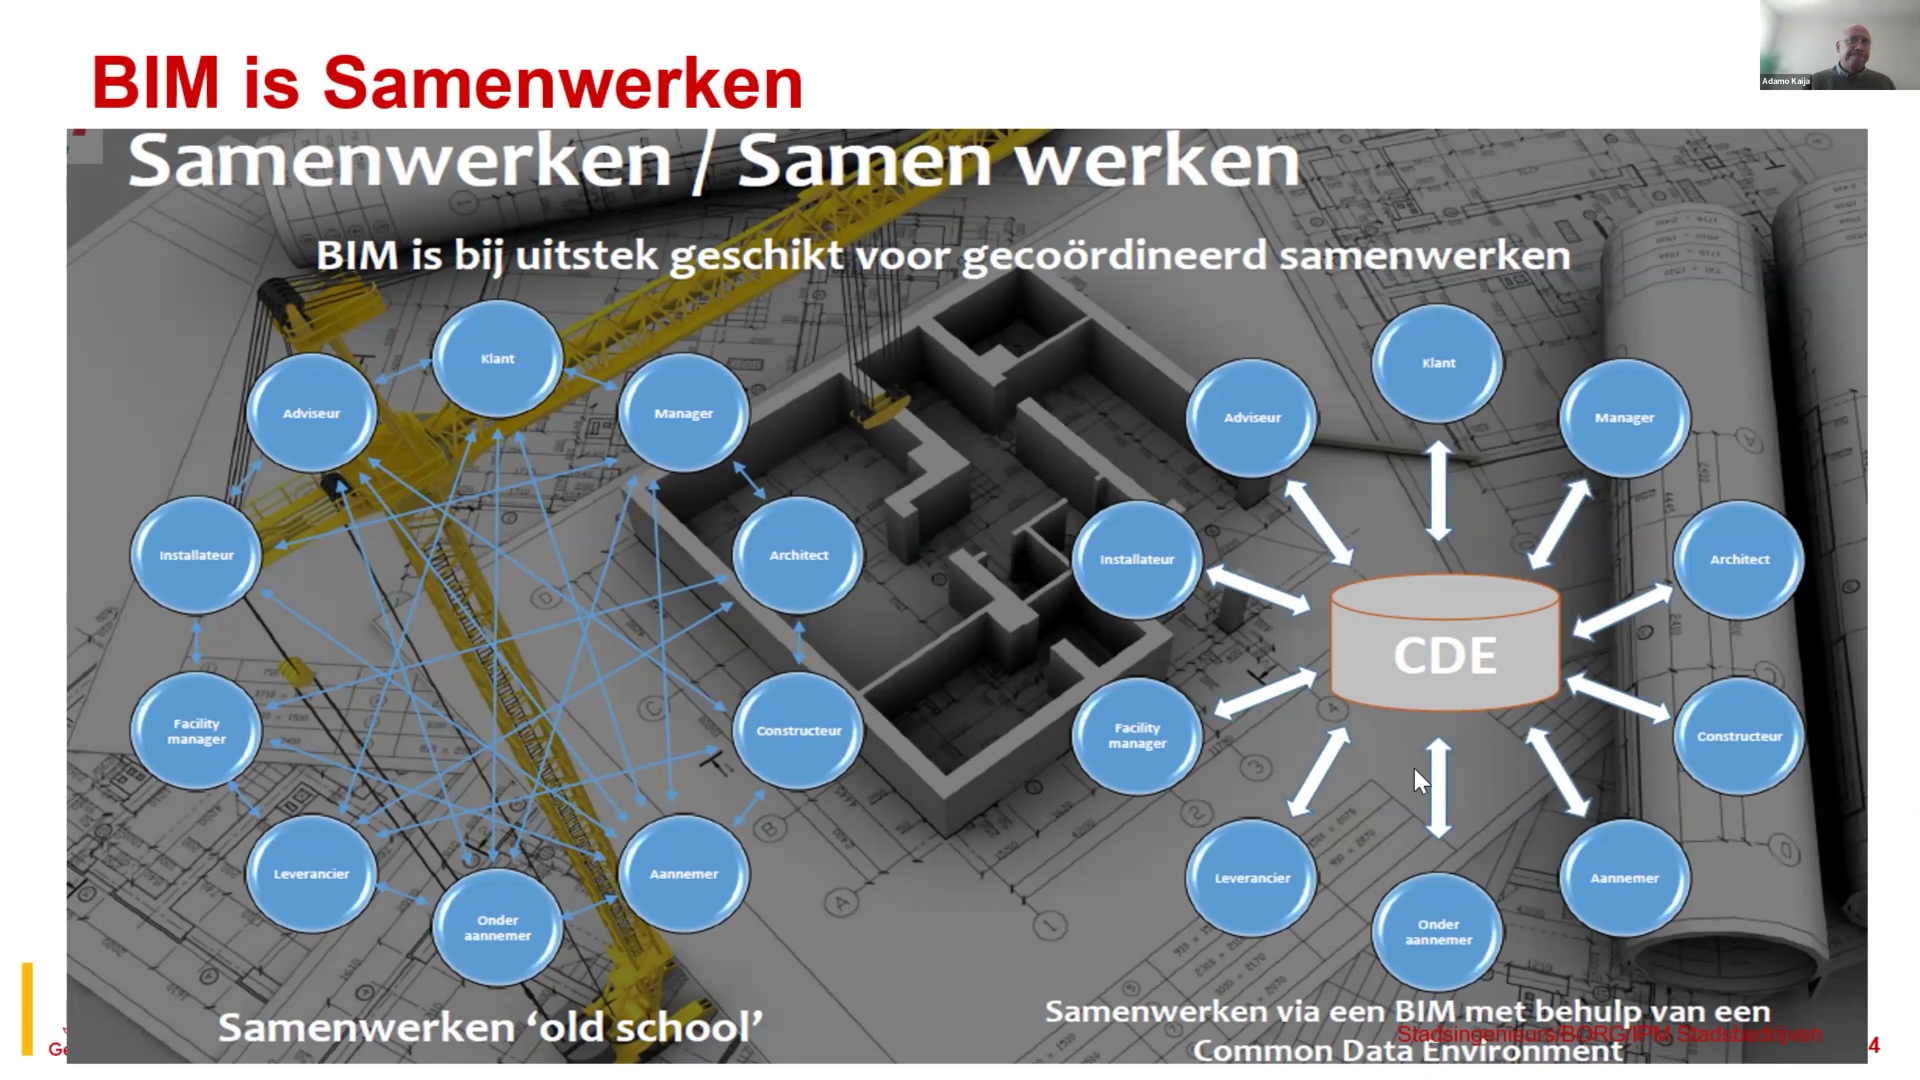 BIM is Samenwerken
Adamo Kaija
Samenwerken / Samen werken
BIM is bij uitstek geschikt voor gecoördineerd samenwerken
Klant
Adviseur
Manager
Installateur
Architect
Facility
manager
Constructeur
Leverancier
Aannemer
Onder
aannemer
Samenwerken ‘old school’
Klant
Adviseur
Manager
Installateur
Architect
CDE
Facility
manager
Constructeur
Leverancier
Aannemer
Onder
aannemer
Samenwerken via een BIM met behulp van een
Common Data Environment
Stadsingenieurs/BORG/IPM Stadsbedrijven
4